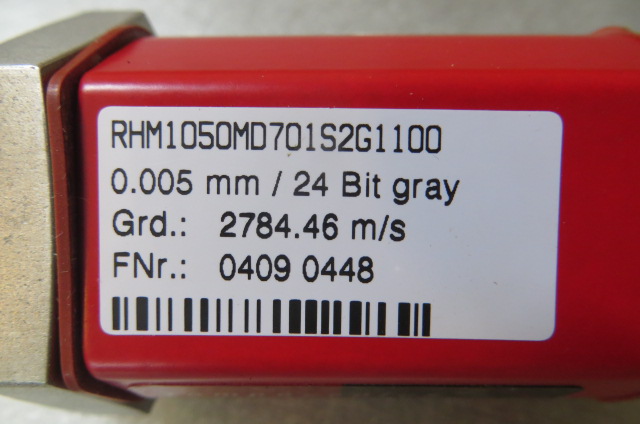 RHM1050MD701S2G1100
0.005 mm / 24 Bit gray
Grd.: 2784.46 m/s
FNr.: 0409 0448